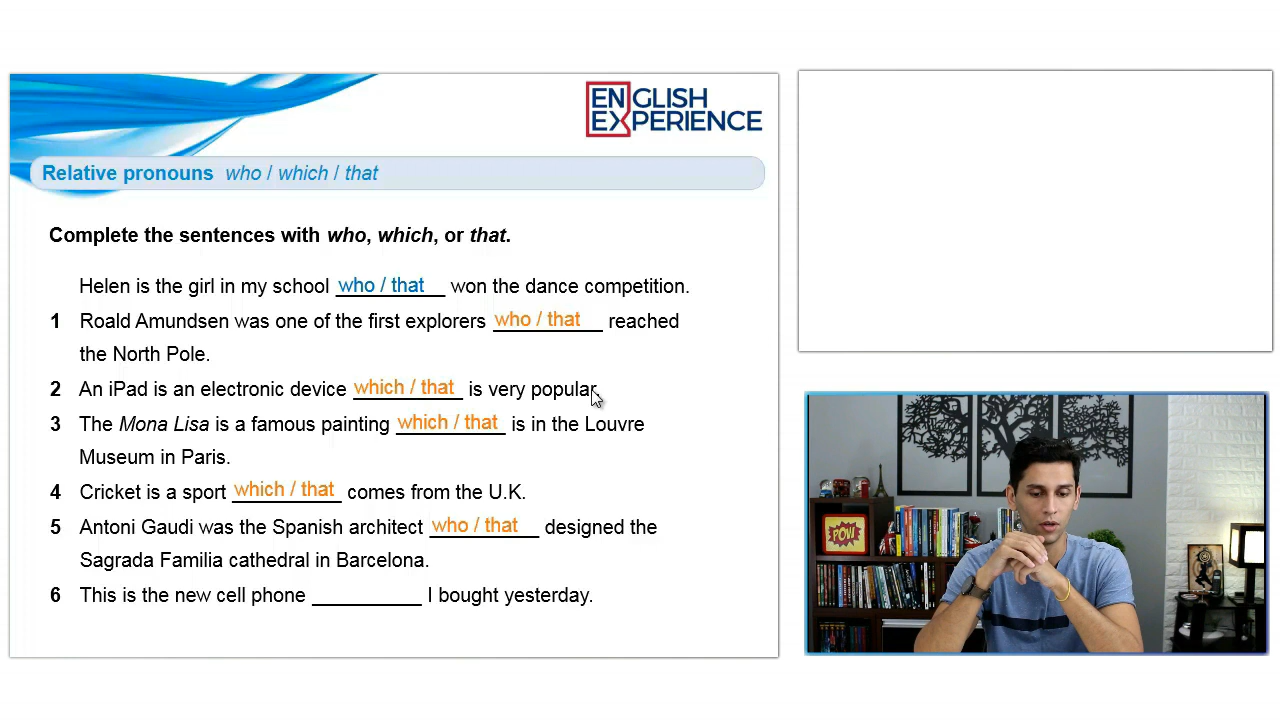 ENGLISH
EXPERIENCE
Relative pronouns who / which / that
Complete the sentences with who, which, or that.
Helen is the girl in my school who / that won the dance competition.
1 Roald Amundsen was one of the first explorers who / that reached
the North Pole.
2 An iPad is an electronic device which / that is very popular.
3 The Mona Lisa is a famous painting which / that is in the Louvre
Museum in Paris.
4 Cricket is a sport which / that comes from the U.K.
5 Antoni Gaudi was the Spanish architect who / that designed the
Sagrada Familia cathedral in Barcelona.
6 This is the new cell phone __________ I bought yesterday.
POW!